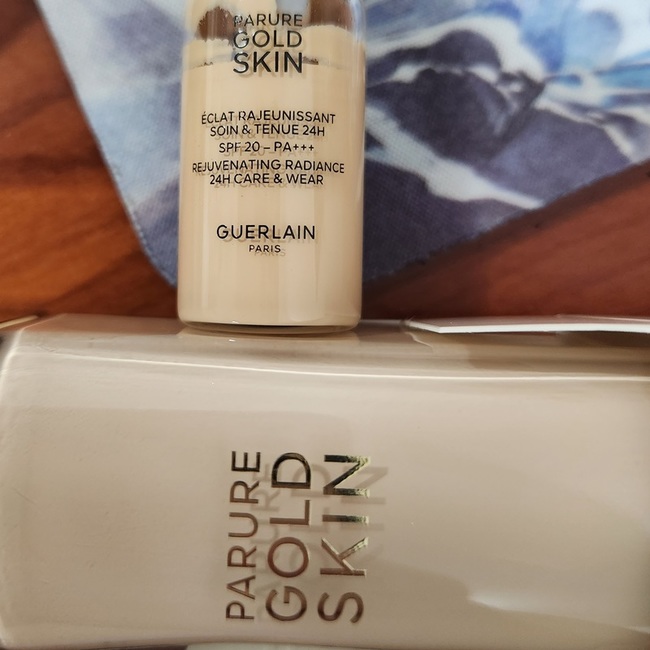 PARURE
GOLD
SKIN
ÉCLAT RAJEUNISSANT
SOIN & TENUE 24H
SPF 20 – PA+++
REJUVENATING RADIANCE
24H CARE & WEAR
GUERLAIN
PARIS
PARURE
GOLD
SKIN